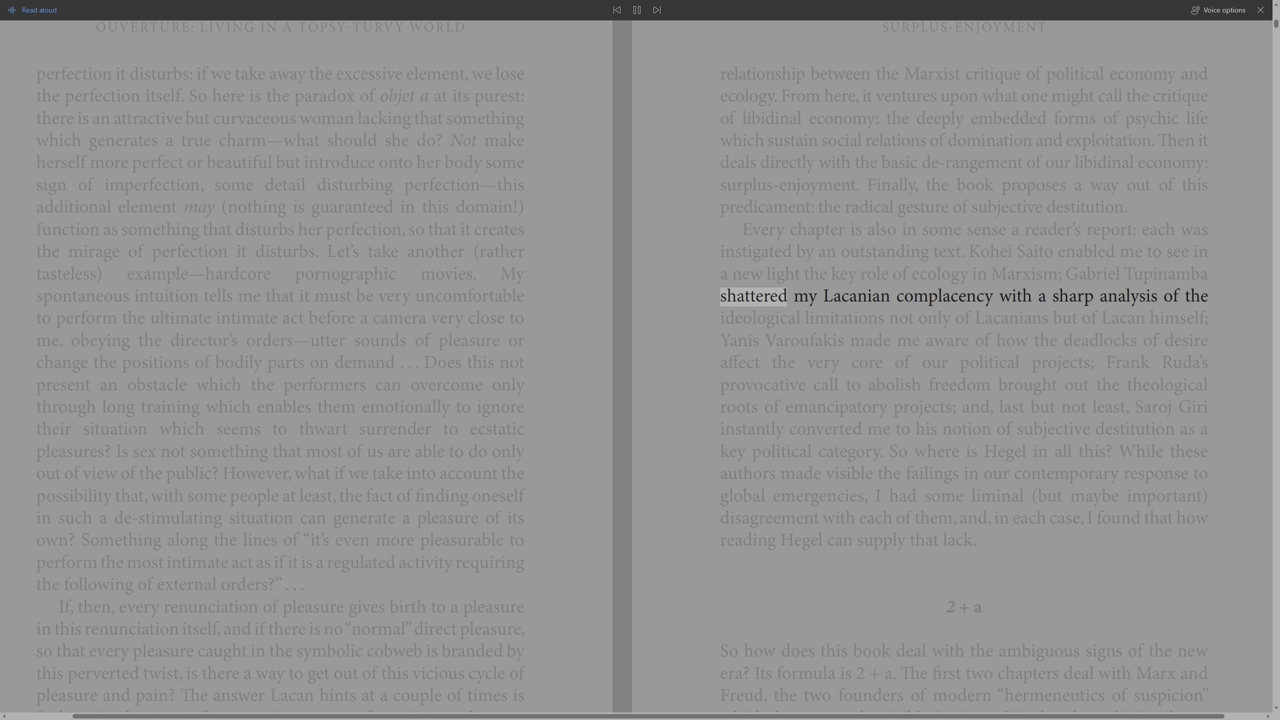 Read aloud
Voice options
OUVERTURE: LIVING IN A TOPSY-TURVY WORLD
perfection it disturbs: if we take away the excessive element, we lose
the perfection itself. So here is the paradox of objet a at its purest:
there is an attractive but curvaceous woman lacking that something
which generates a true charm—what should she do? Not make
herself more perfect or beautiful but introduce onto her body some
sign of imperfection, some detail disturbing perfection—this
additional element may (nothing is guaranteed in this domain!)
function as something that disturbs her perfection, so that it creates
the mirage of perfection it disturbs. Let’s take another (rather
tasteless) example—hardcore pornographic movies. My
spontaneous intuition tells me that it must be very uncomfortable
to perform the ultimate intimate act before a camera very close to
me, obeying the director’s orders—utter sounds of pleasure or
change the positions of bodily parts on demand . . . Does this not
present an obstacle which the performers can overcome only
through long training which enables them emotionally to ignore
their situation which seems to thwart surrender to ecstatic
pleasures? Is sex not something that most of us are able to do only
out of view of the public? However, what if we take into account the
possibility that, with some people at least, the fact of finding oneself
in such a de-stimulating situation can generate a pleasure of its
own? Something along the lines of “it’s even more pleasurable to
perform the most intimate act as if it is a regulated activity requiring
the following of external orders?” . . .
If, then, every renunciation of pleasure gives birth to a pleasure
in this renunciation itself, and if there is no “normal” direct pleasure,
so that every pleasure caught in the symbolic cobweb is branded by
this perverted twist, is there a way to get out of this vicious cycle of
pleasure and pain? The answer Lacan hints at a couple of times is
SURPLUS-ENJOYMENT
relationship between the Marxist critique of political economy and
ecology. From here, it ventures upon what one might call the critique
of libidinal economy: the deeply embedded forms of psychic life
which sustain social relations of domination and exploitation. Then it
deals directly with the basic de-rangement of our libidinal economy:
surplus-enjoyment. Finally, the book proposes a way out of this
predicament: the radical gesture of subjective destitution.
Every chapter is also in some sense a reader’s report: each was
instigated by an outstanding text. Kohei Saito enabled me to see in
a new light the key role of ecology in Marxism; Gabriel Tupinamba
shattered my Lacanian complacency with a sharp analysis of the
ideological limitations not only of Lacanians but of Lacan himself;
Yanis Varoufakis made me aware of how the deadlocks of desire
affect the very core of our political projects; Frank Ruda’s
provocative call to abolish freedom brought out the theological
roots of emancipatory projects; and, last but not least, Saroj Giri
instantly converted me to his notion of subjective destitution as a
key political category. So where is Hegel in all this? While these
authors made visible the failings in our contemporary response to
global emergencies, I had some liminal (but maybe important)
disagreement with each of them, and, in each case, I found that how
reading Hegel can supply that lack.
2 + a
So how does this book deal with the ambiguous signs of the new
era? Its formula is 2 + a. The first two chapters deal with Marx and
Freud, the two founders of modern “hermeneutics of suspicion”